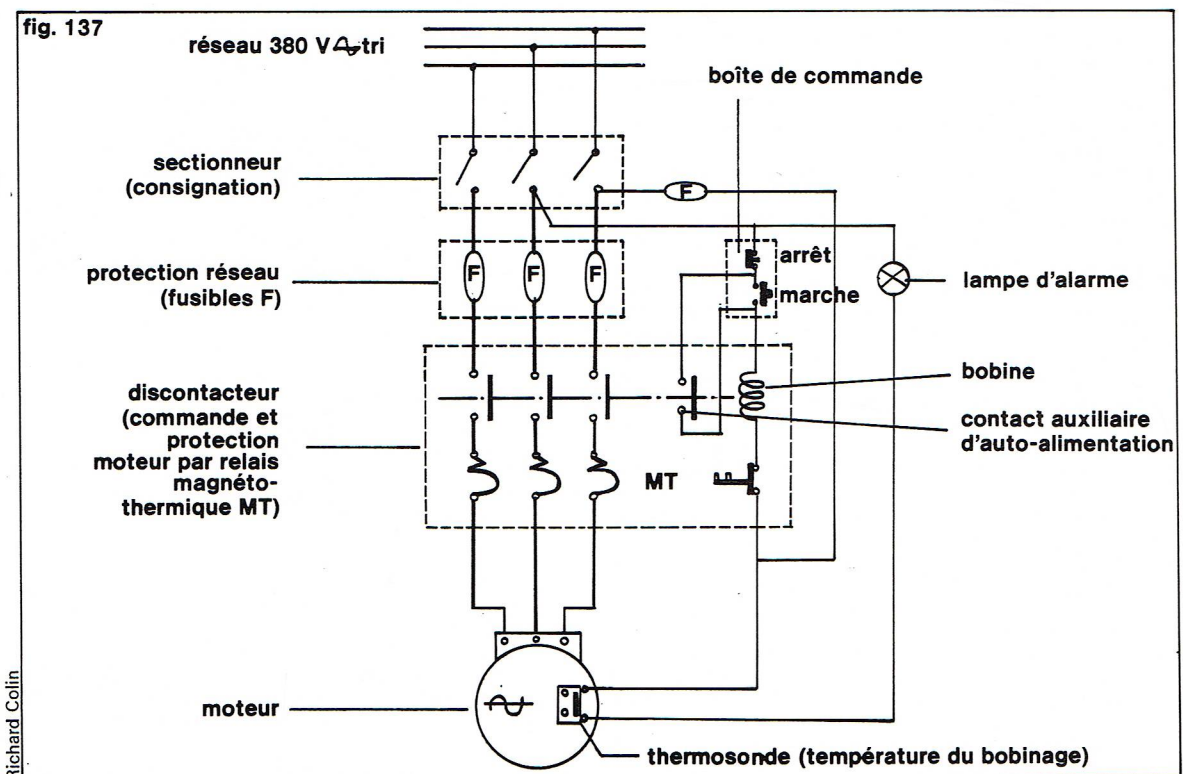 fig. 137
réseau 380 V tri
boîte de commande
sectionneur
(consignation)
F
arrêt
protection réseau
(fusibles F)
F
F
F
marche
lampe d'alarme
bobine
discontacteur
(commande et
protection
moteur par relais
magnéto-
thermique MT)
contact auxiliaire
d'auto-alimentation
MT
moteur
thermosonde (température du bobinage)
Richard Colin